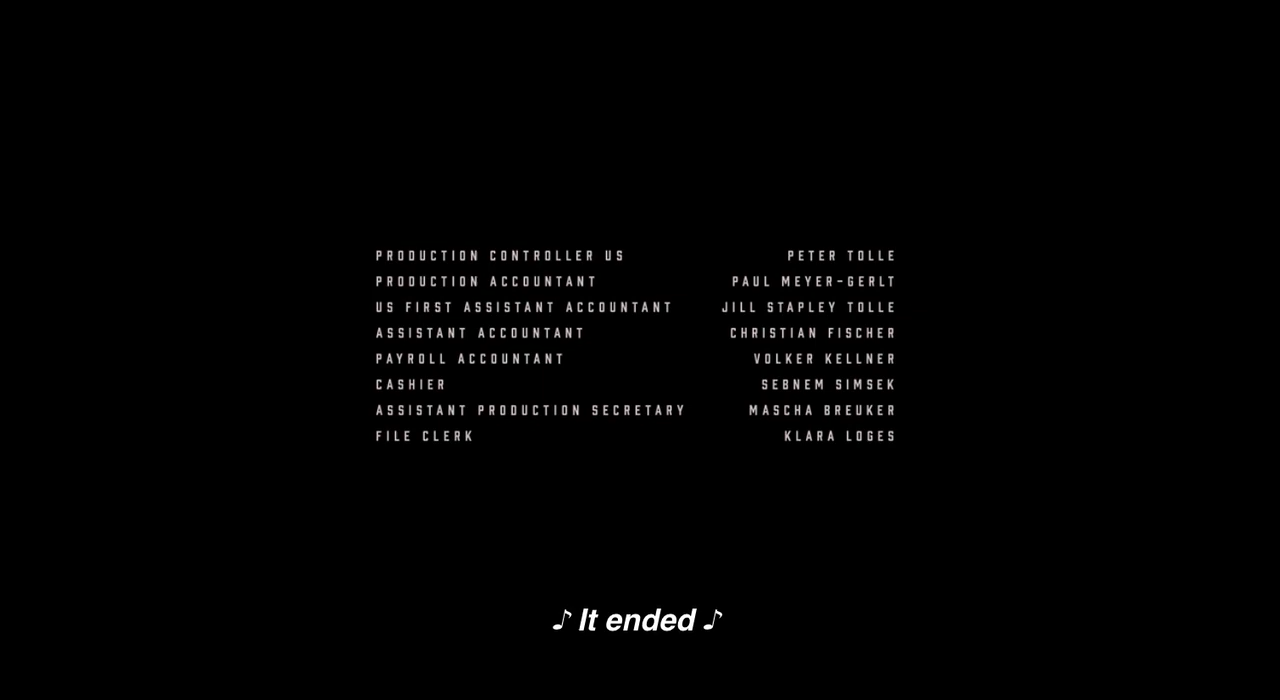 PRODUCTION CONTROLLER US PETER TOLLE
PRODUCTION ACCOUNTANT PAUL MEYER-GERLT
US FIRST ASSISTANT ACCOUNTANT JILL STAPLEY TOLLE
ASSISTANT ACCOUNTANT CHRISTIAN FISCHER
PAYROLL ACCOUNTANT VOLKER KELLNER
CASHIER SEBNEM SIMSEK
ASSISTANT PRODUCTION SECRETARY MASCHA BREUKER
FILE CLERK KLARA LOGES
♪ It ended ♪